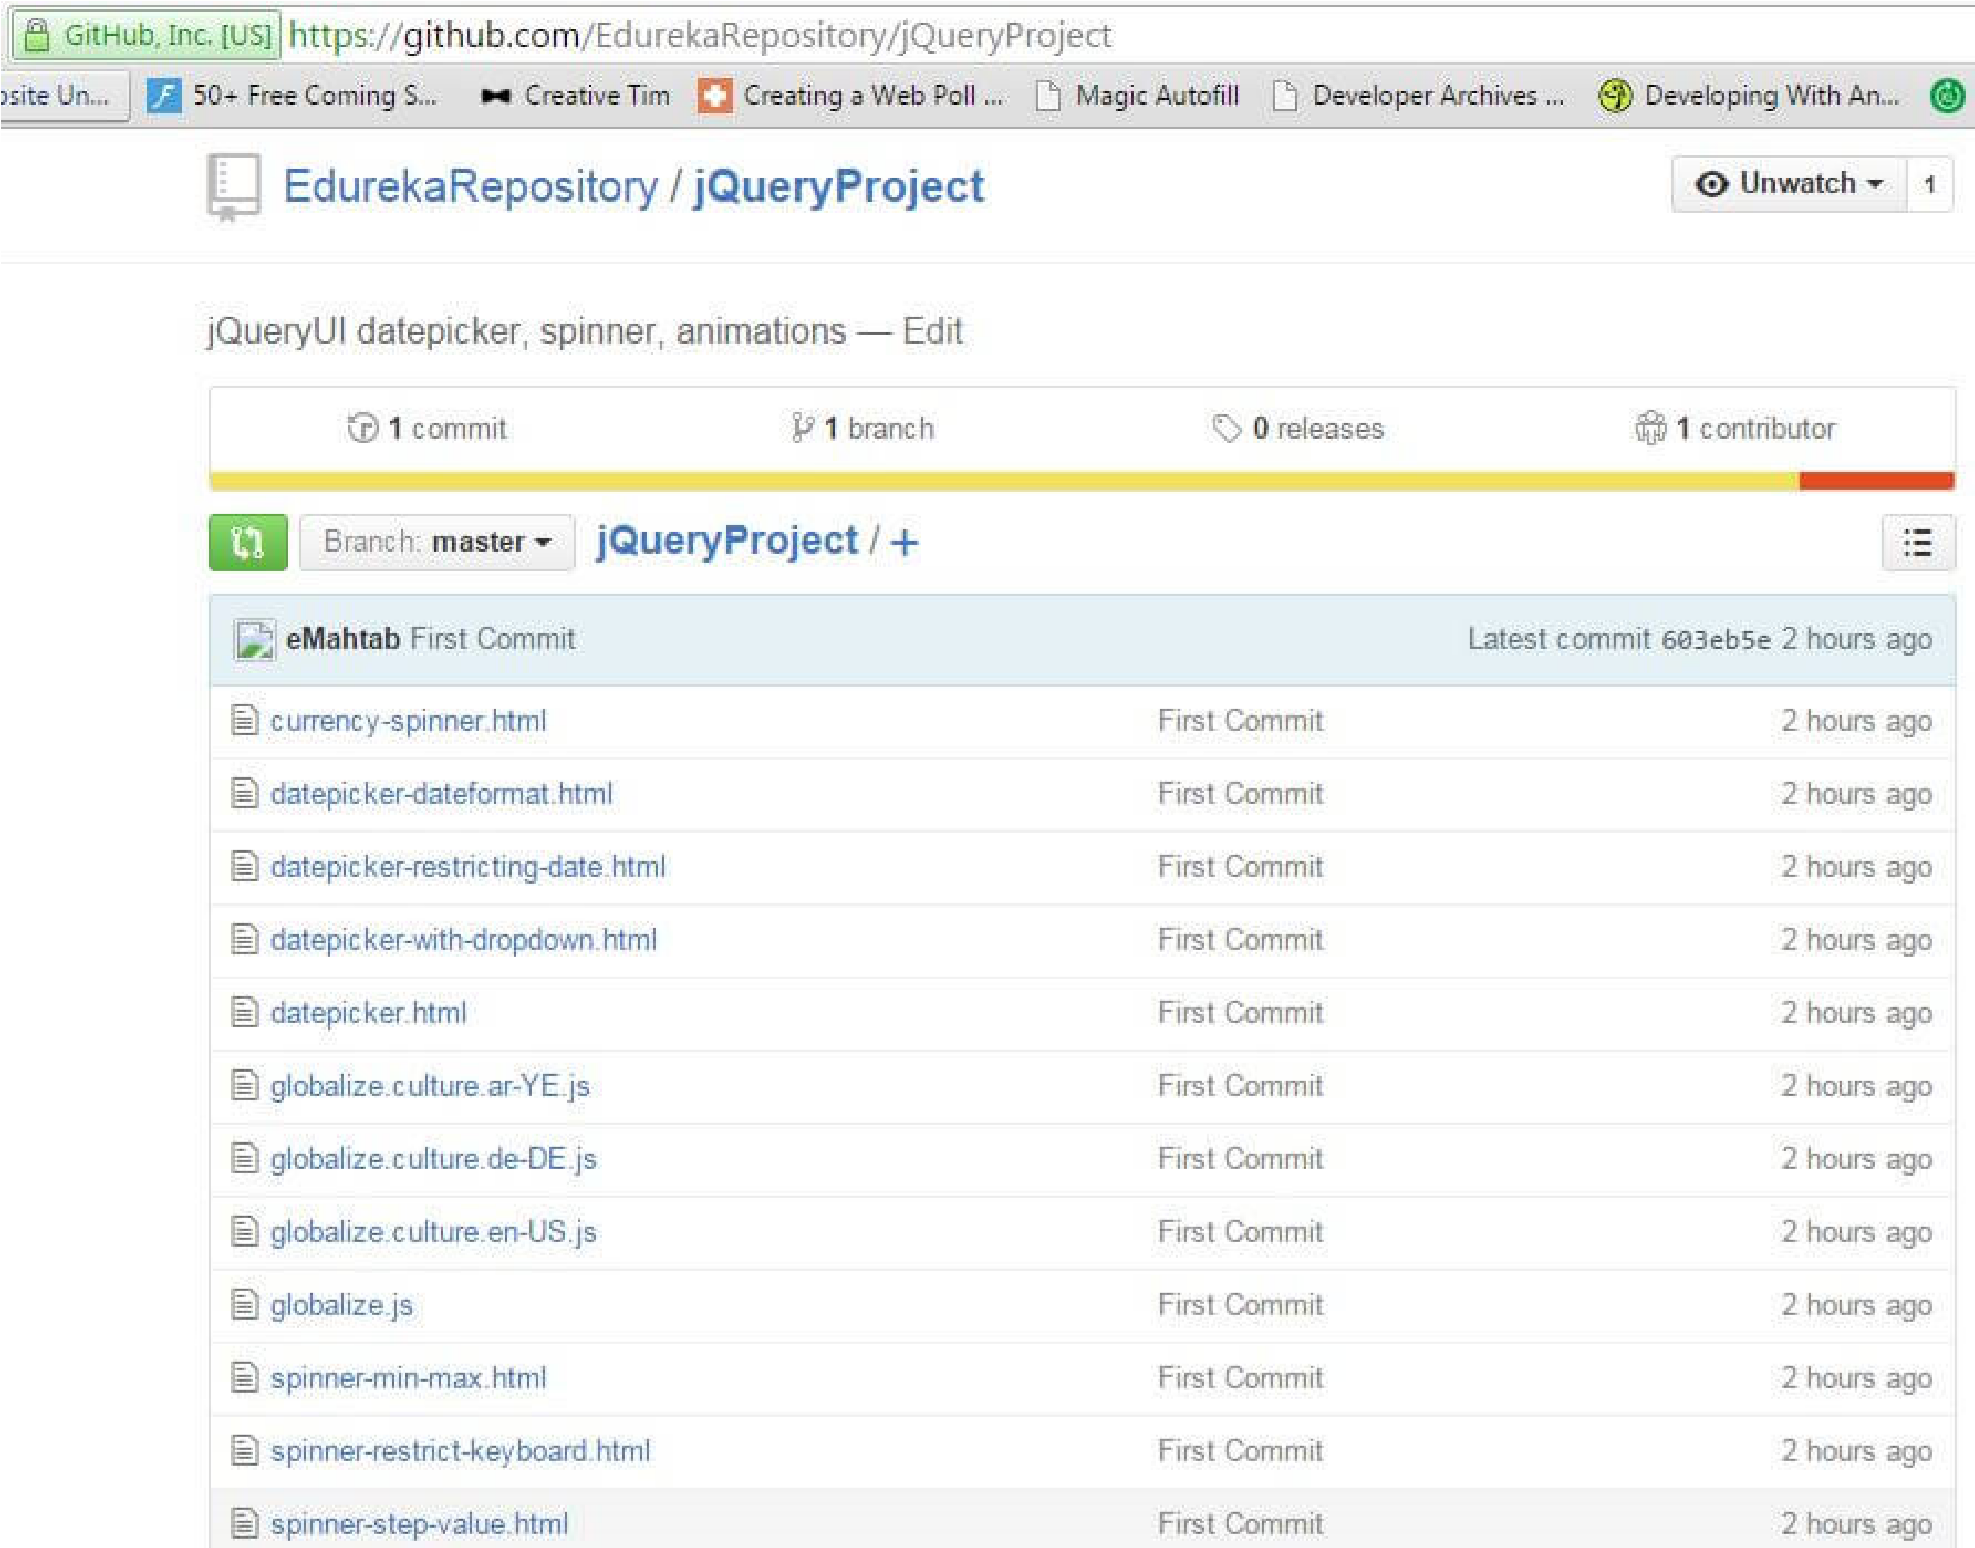 GitHub, Inc. [US] https://github.com/EdurekaRepository/jQueryProject
osite Un... 50+ Free Coming S... Creative Tim Creating a Web Poll ... Magic Autofill Developer Archives ... Developing With An...
EdurekaRepository / jQueryProject Unwatch 1
jQueryUI datepicker, spinner, animations — Edit
1 commit 1 branch 0 releases 1 contributor
Branch: master jQueryProject / +
eMahtab First Commit Latest commit 603eb5e 2 hours ago
currency-spinner.html First Commit 2 hours ago
datepicker-dateformat.html First Commit 2 hours ago
datepicker-restricting-date.html First Commit 2 hours ago
datepicker-with-dropdown.html First Commit 2 hours ago
datepicker.html First Commit 2 hours ago
globalize.culture.ar-YE.js First Commit 2 hours ago
globalize.culture.de-DE.js First Commit 2 hours ago
globalize.culture.en-US.js First Commit 2 hours ago
globalize.js First Commit 2 hours ago
spinner-min-max.html First Commit 2 hours ago
spinner-restrict-keyboard.html First Commit 2 hours ago
spinner-step-value.html First Commit 2 hours ago